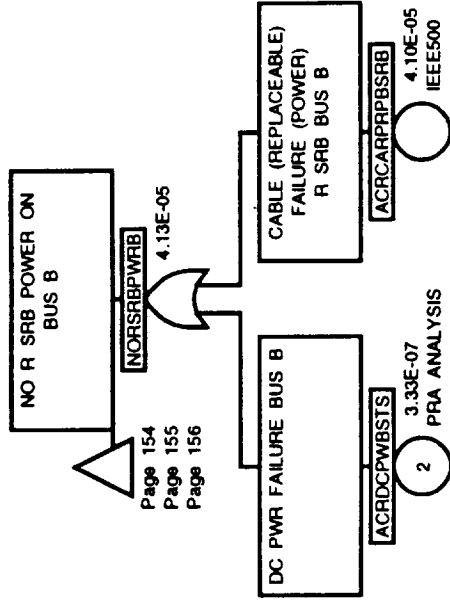 NO R SRB POWER ON
BUS B
NORSRBPWRB
4.13E-05
Page 154
Page 155
Page 156
DC PWR FAILURE BUS B
ACRDCPWBSTS
2
3.33E-07
PRA ANALYSIS
CABLE (REPLACEABLE)
FAILURE (POWER)
R SRB BUS B
ACRCARPRPBSRB
4.10E-05
IEEE500